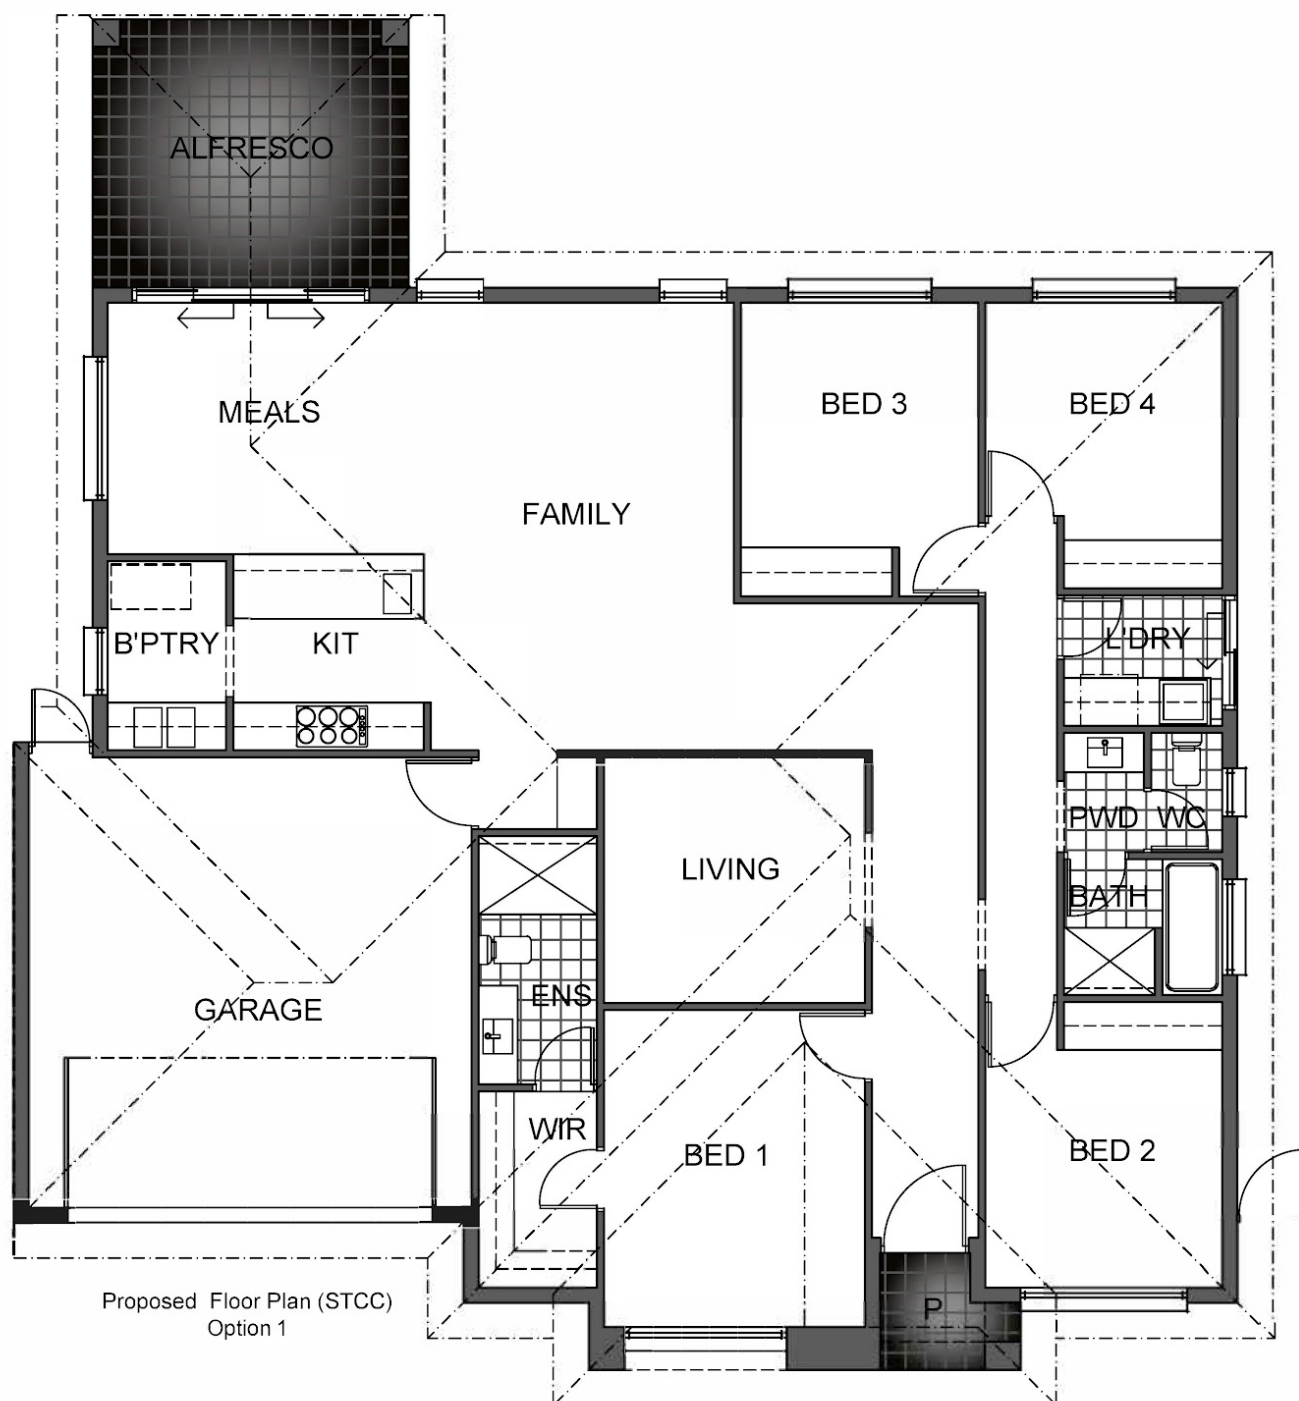 ALFRESCO
MEALS
BED 3
BED 4
FAMILY
B'PTRY
KIT
L'DRY
PWD
WC
LIVING
BATH
ENS
GARAGE
WIR
BED 1
BED 2
P
Proposed Floor Plan (STCC)
Option 1